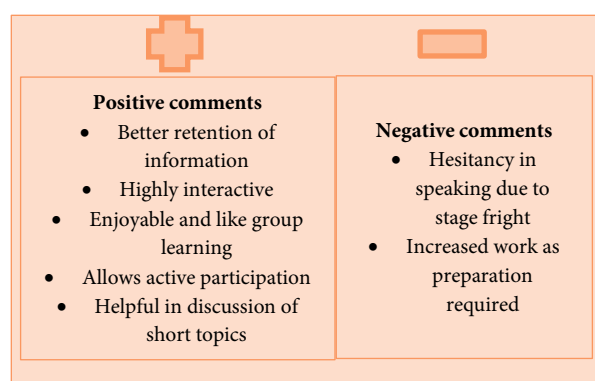 Positive comments
• Better retention of
information
• Highly interactive
• Enjoyable and like group
learning
• Allows active participation
• Helpful in discussion of
short topics
Negative comments
• Hesitancy in
speaking due to
stage fright
• Increased work as
preparation
required